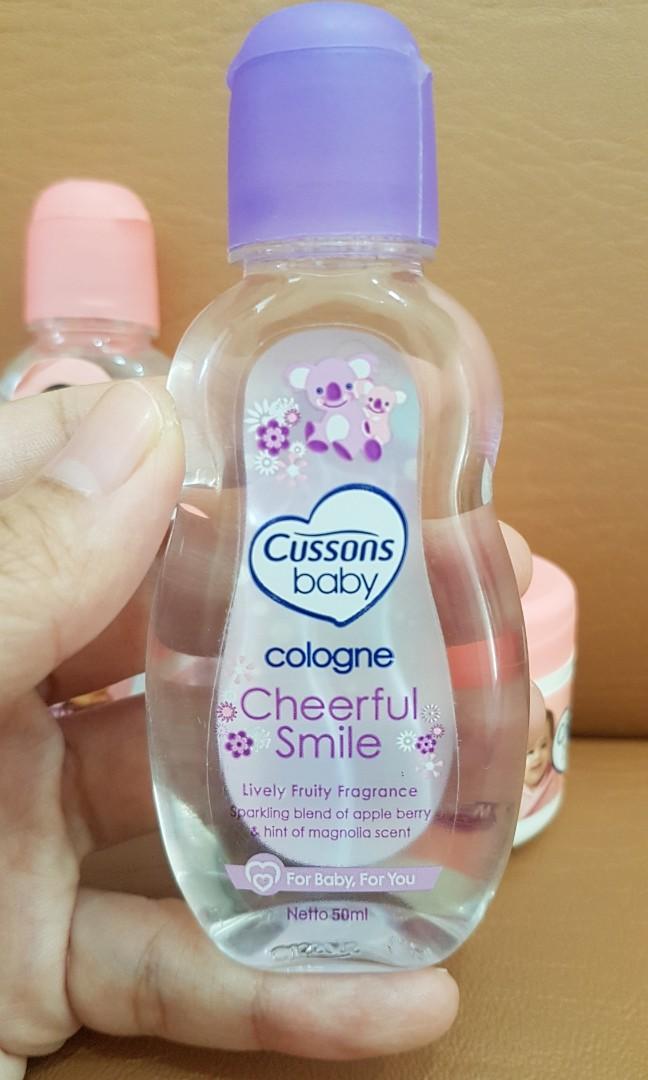 Cussons
baby
cologne
Cheerful
Smile
Lively Fruity Fragrance
Sparkling blend of apple berry
& hint of magnolia scent
For Baby, For You
Netto 50ml